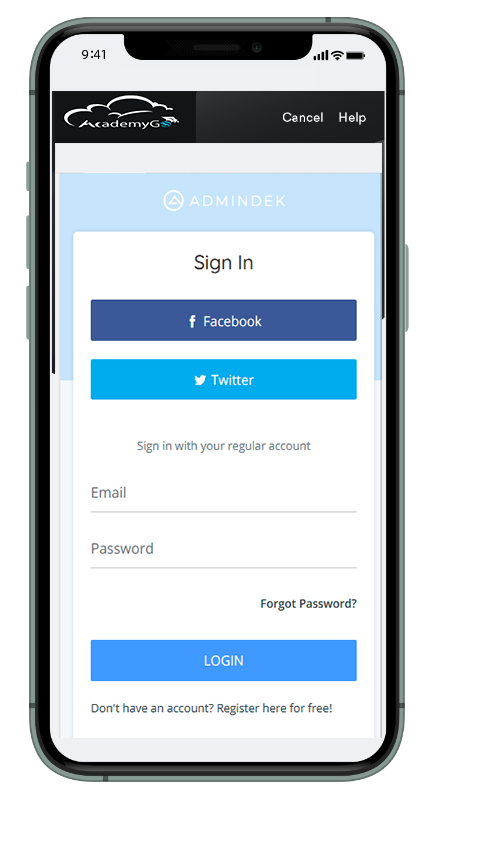 9:41
AcademyGo
Cancel Help
ADMINDEK
Sign In
Facebook
Twitter
Sign in with your regular account
Email
Password
Forgot Password?
LOGIN
Don't have an account? Register here for free!